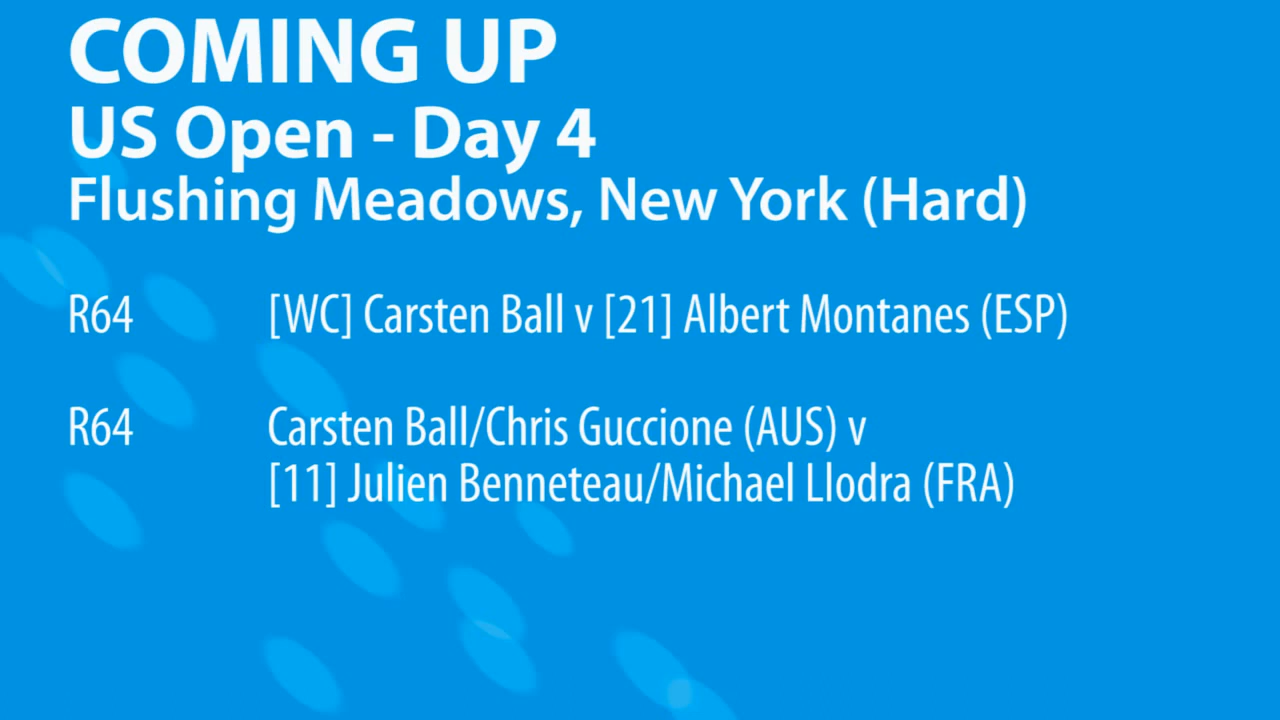 COMING UP
US Open - Day 4
Flushing Meadows, New York (Hard)
R64 [WC] Carsten Ball v [21] Albert Montanes (ESP)
R64 Carsten Ball/Chris Guccione (AUS) v
[11] Julien Benneteau/Michael Llodra (FRA)